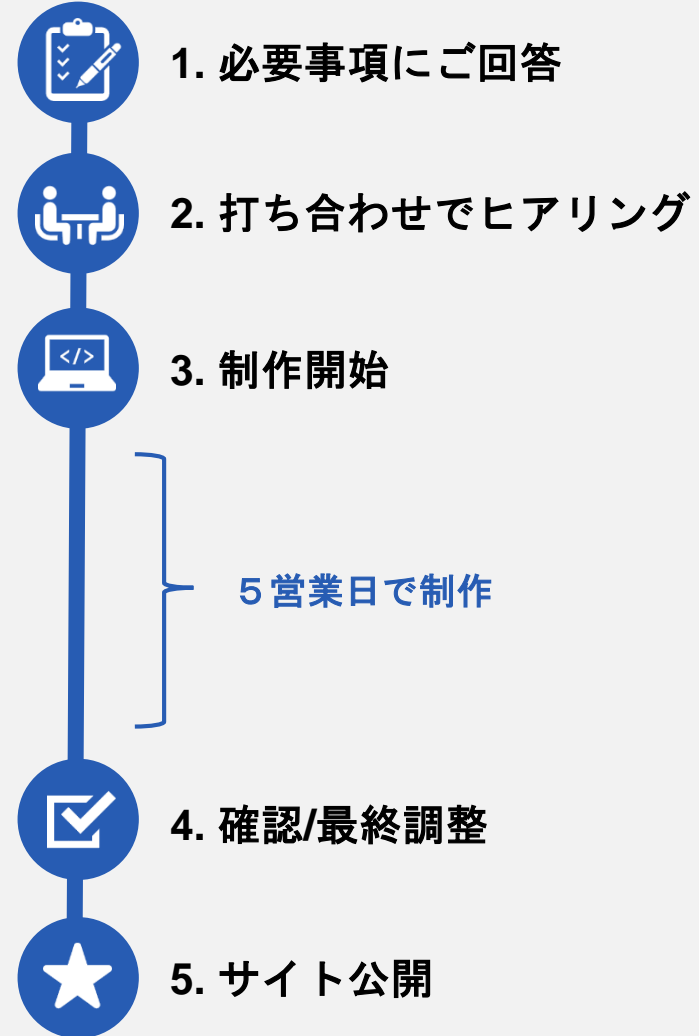 1. 必要事項にご回答
2. 打ち合わせでヒアリング
</>
3. 制作開始
５営業日で制作
4. 確認/最終調整
5. サイト公開